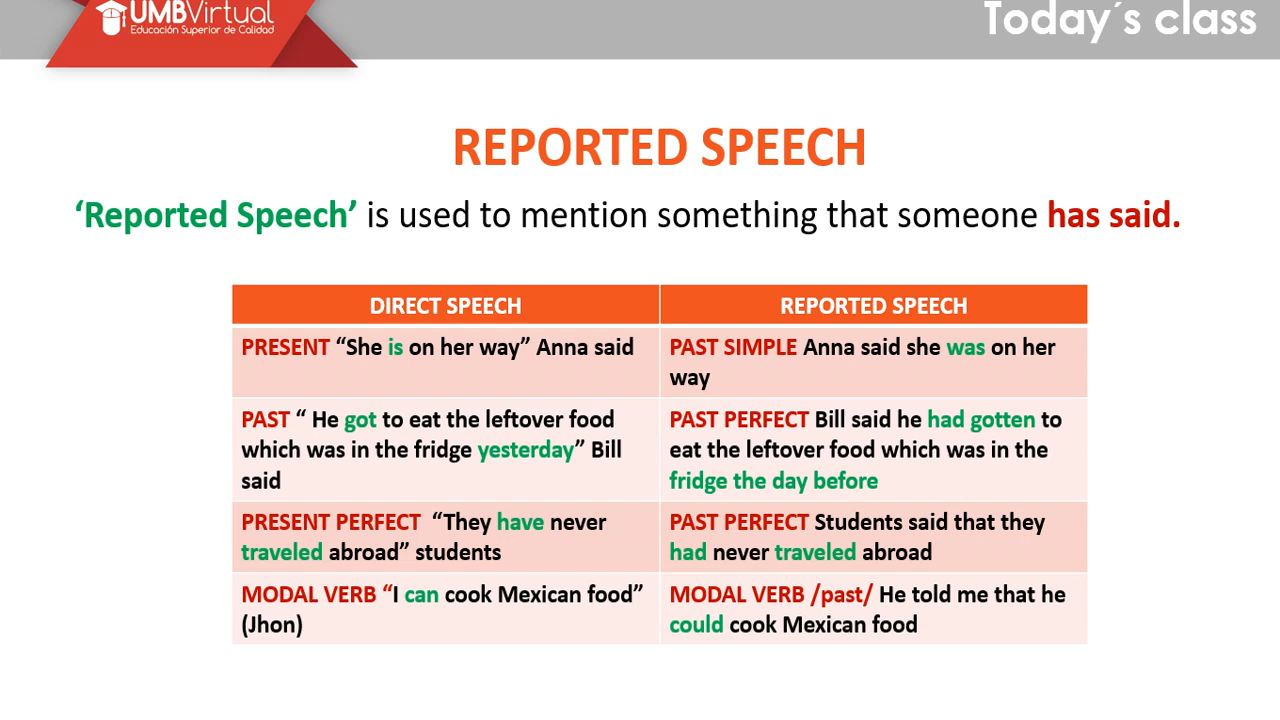 UMBVirtual
Educación Superior de Calidad
Today´s class
REPORTED SPEECH
‘Reported Speech’ is used to mention something that someone has said.
DIRECT SPEECH
REPORTED SPEECH
PRESENT “She is on her way” Anna said
PAST SIMPLE Anna said she was on her
way
PAST “ He got to eat the leftover food
which was in the fridge yesterday” Bill
said
PAST PERFECT Bill said he had gotten to
eat the leftover food which was in the
fridge the day before
PRESENT PERFECT “They have never
traveled abroad” students
PAST PERFECT Students said that they
had never traveled abroad
MODAL VERB “I can cook Mexican food”
(Jhon)
MODAL VERB /past/ He told me that he
could cook Mexican food